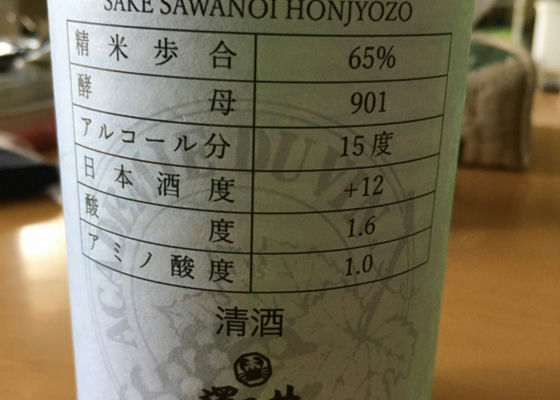 SAKE SAWANOI HONJYOZO
精米歩合 65%
酵母 901
アルコール分 15度
日本酒度 +12
酸度 1.6
アミノ酸度 1.0
清酒